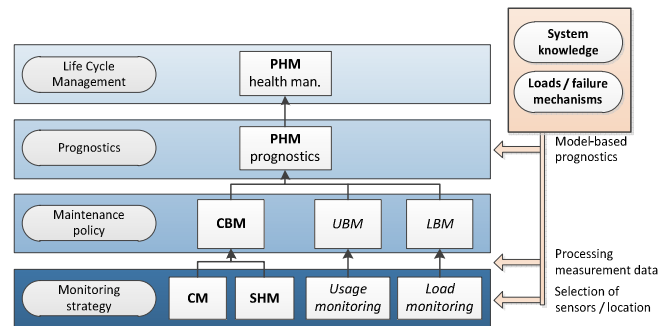 System
knowledge
Loads / failure
mechanisms
Life Cycle
Management
PHM
health man.
Prognostics
PHM
prognostics
Model-based
prognostics
Maintenance
policy
CBM
UBM
LBM
Processing
measurement data
Monitoring
strategy
CM
SHM
Usage
monitoring
Load
monitoring
Selection of
sensors / location